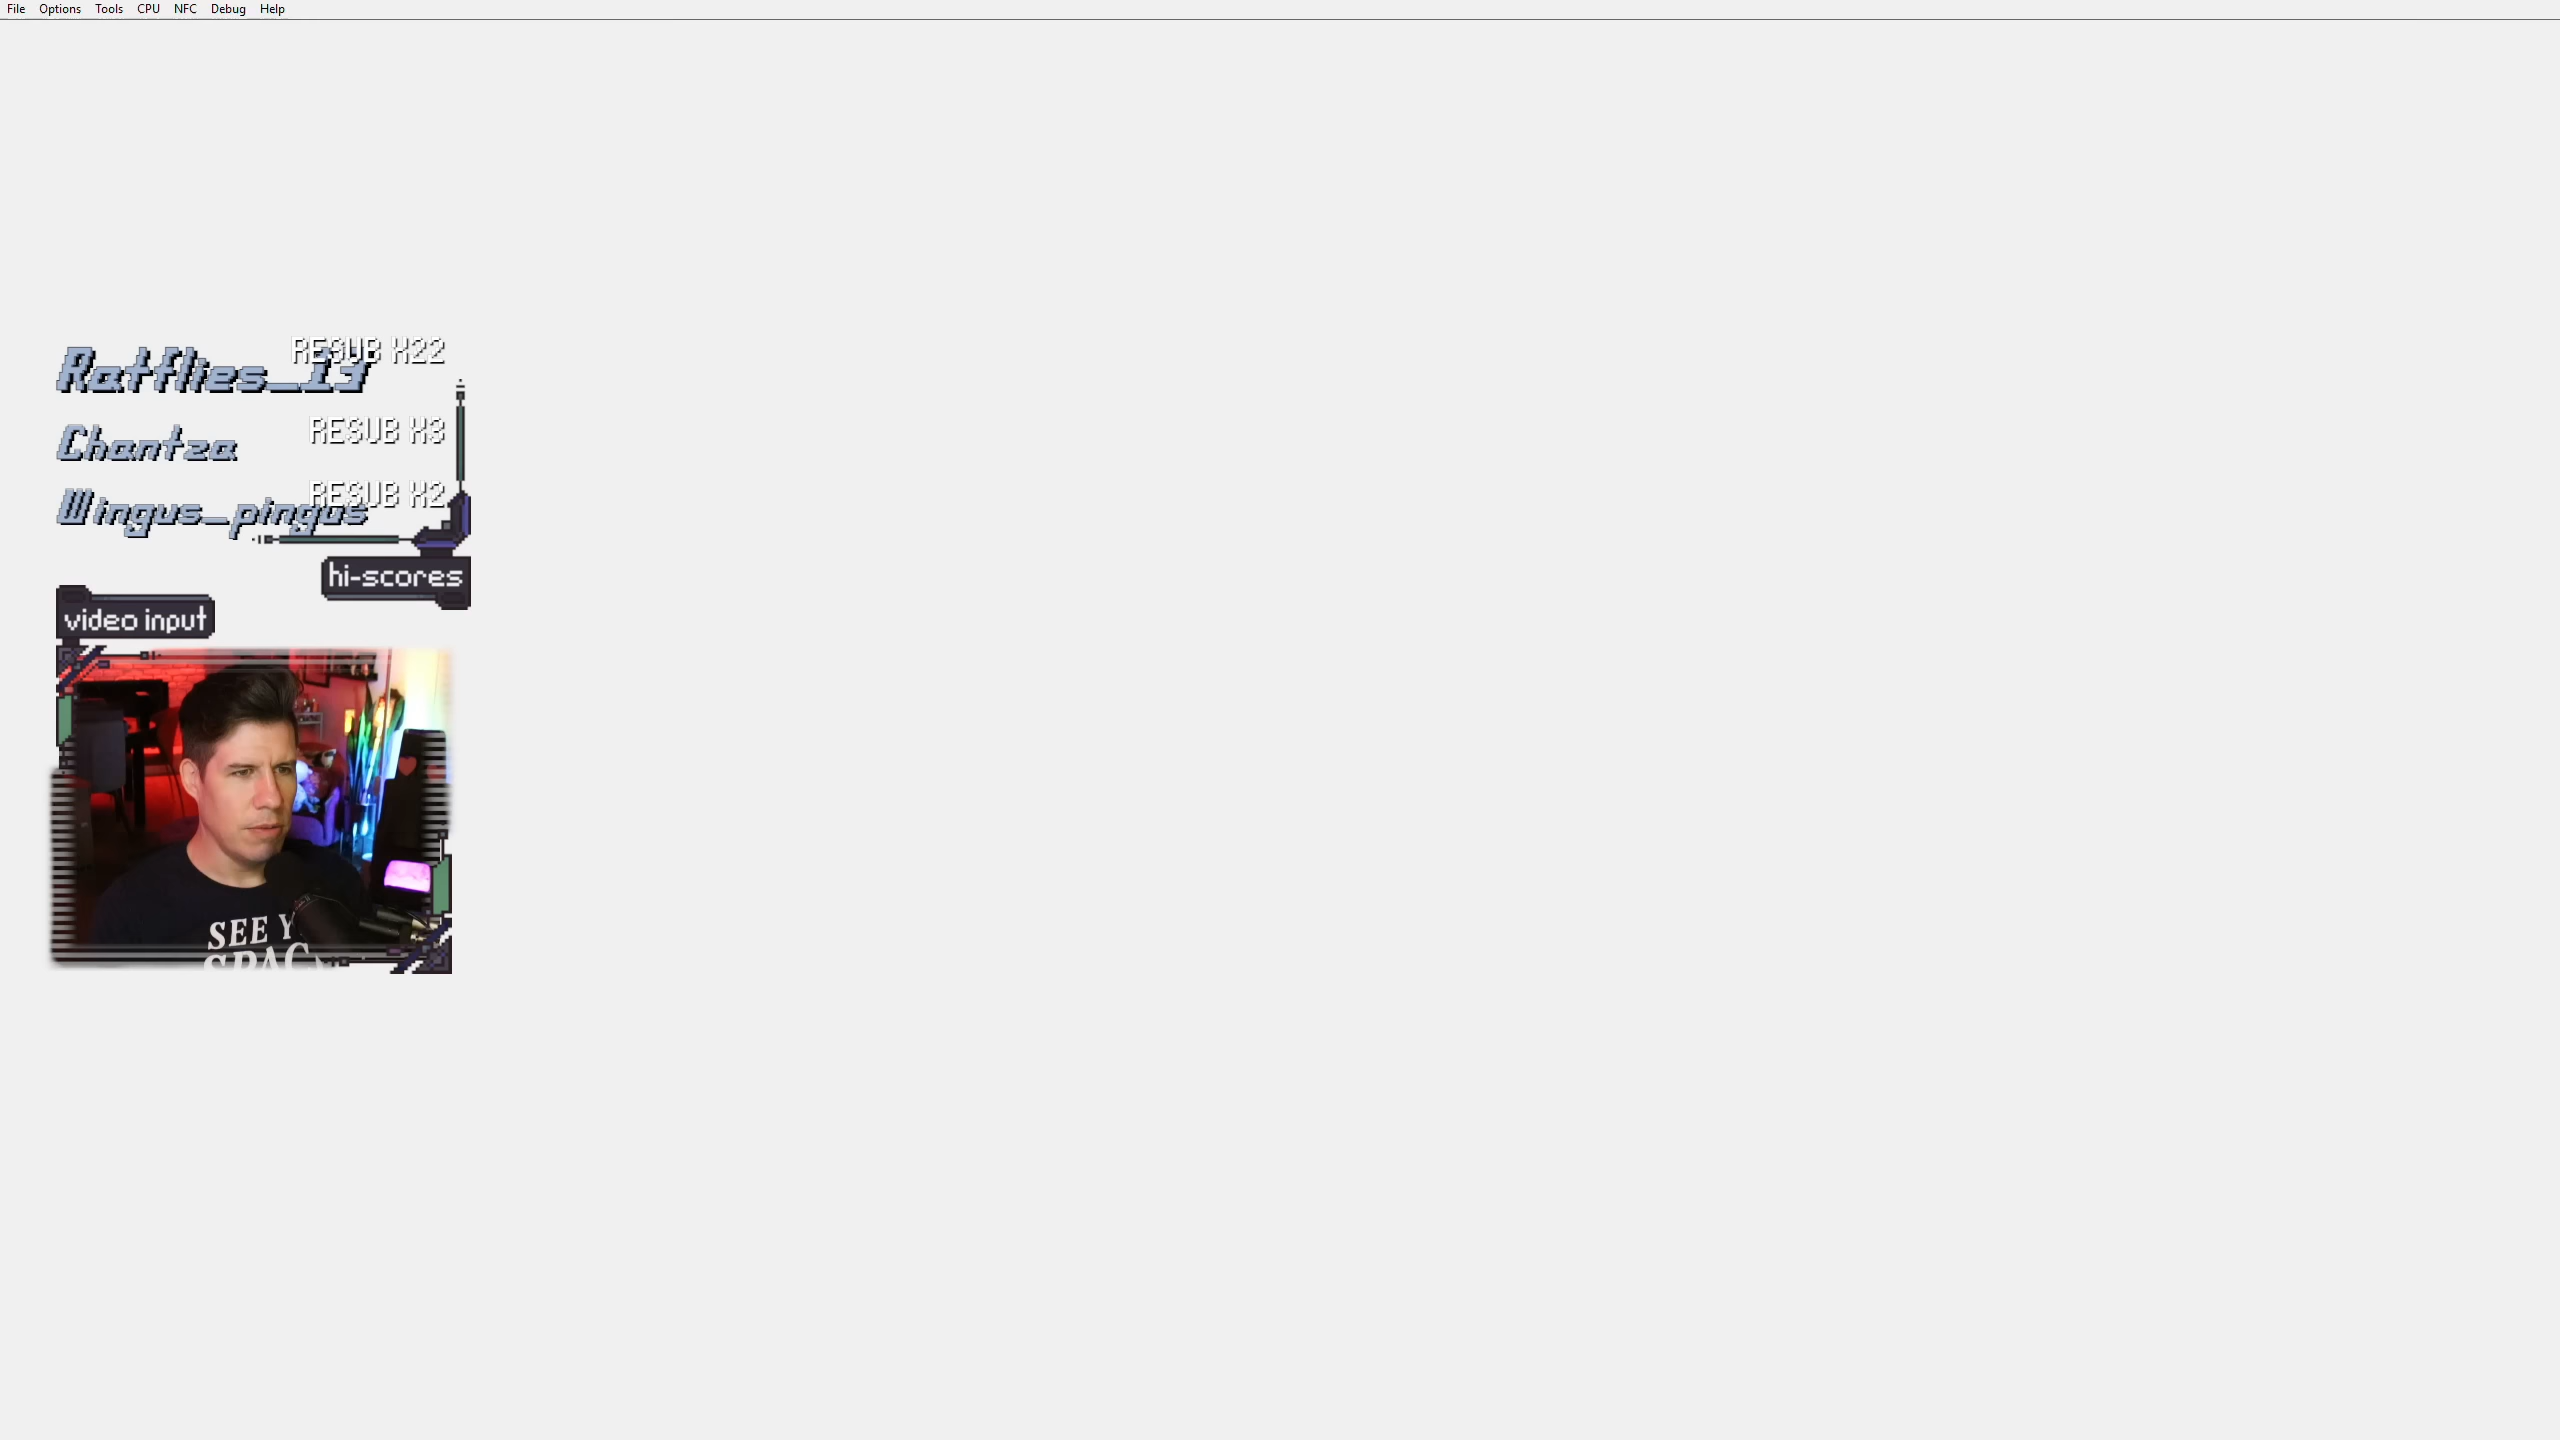 File Options Tools CPU NFC Debug Help
Ratflies_13 RESUB X22
Chantza RESUB X3
Wingus_pingus RESUB X2
hi-scores
video input
SEE Y
SPAC